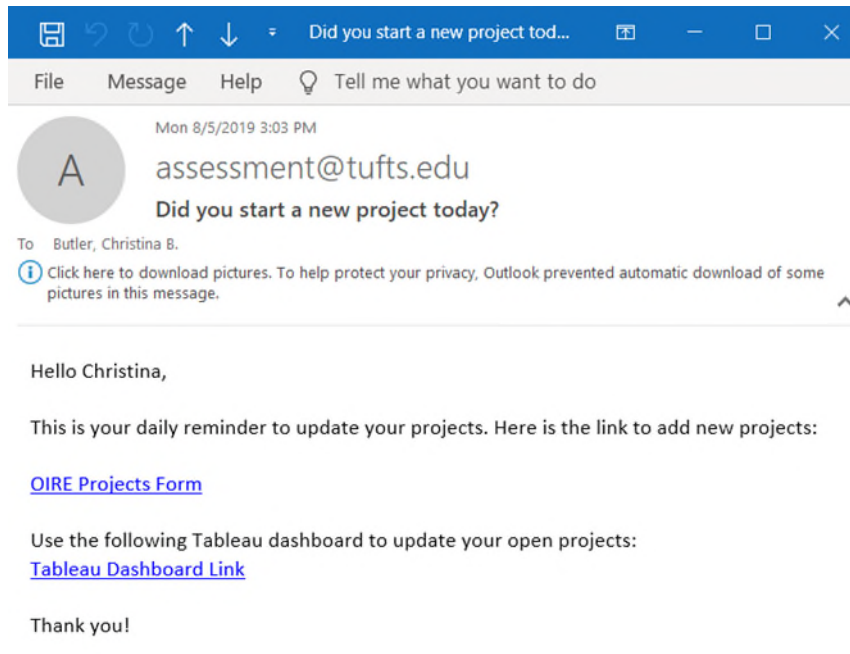 Did you start a new project tod...
File Message Help Tell me what you want to do
A
Mon 8/5/2019 3:03 PM
assessment@tufts.edu
Did you start a new project today?
To Butler, Christina B.
Click here to download pictures. To help protect your privacy, Outlook prevented automatic download of some
pictures in this message.
Hello Christina,
This is your daily reminder to update your projects. Here is the link to add new projects:
OIRE Projects Form
Use the following Tableau dashboard to update your open projects:
Tableau Dashboard Link
Thank you!